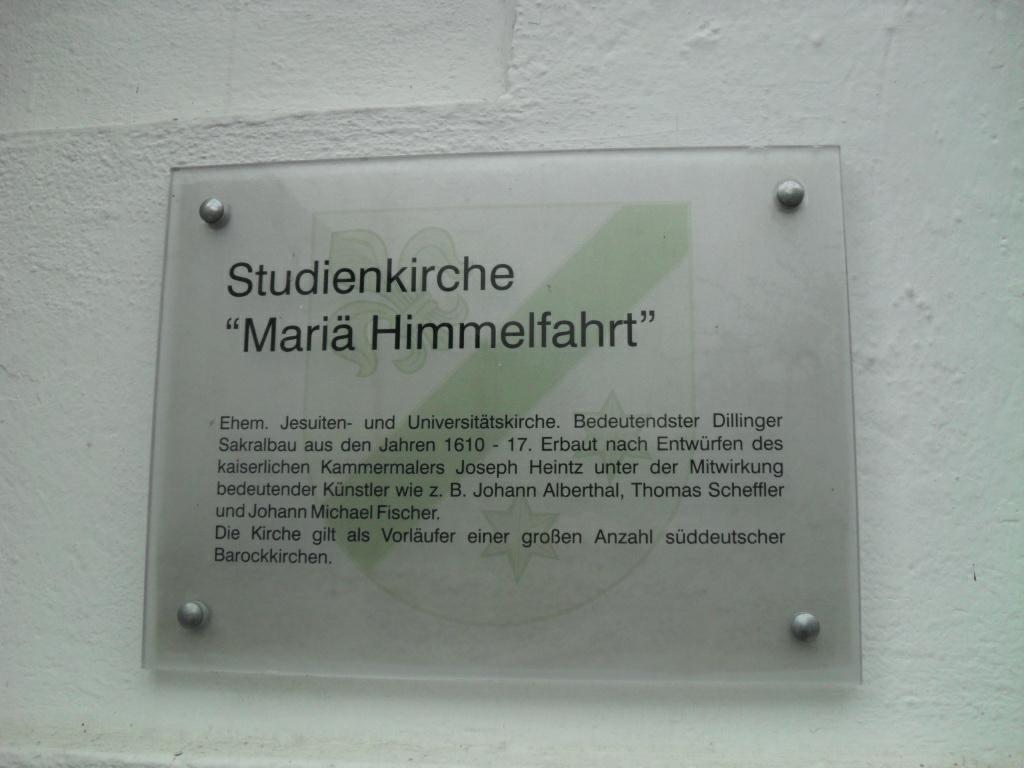 Studienkirche
“Mariä Himmelfahrt”
Ehem. Jesuiten- und Universitätskirche. Bedeutendster Dillinger
Sakralbau aus den Jahren 1610 - 17. Erbaut nach Entwürfen des
kaiserlichen Kammermalers Joseph Heintz unter der Mitwirkung
bedeutender Künstler wie z. B. Johann Alberthal, Thomas Scheffler
und Johann Michael Fischer.
Die Kirche gilt als Vorläufer einer großen Anzahl süddeutscher
Barockkirchen.